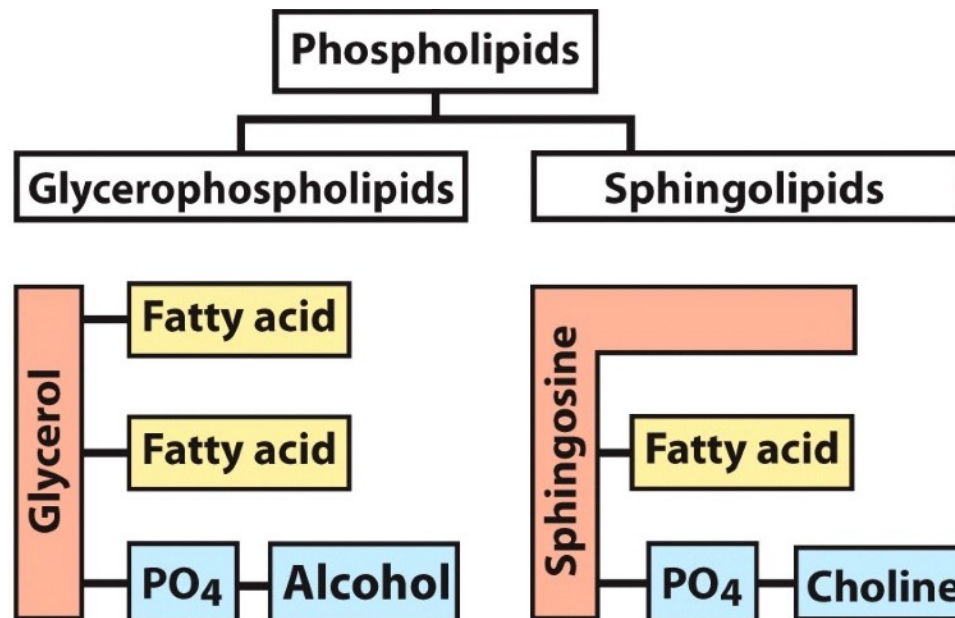 Phospholipids
Glycerophospholipids
Sphingolipids
Glycerol
Fatty acid
Fatty acid
PO4
Alcohol
Sphingosine
Fatty acid
PO4
Choline